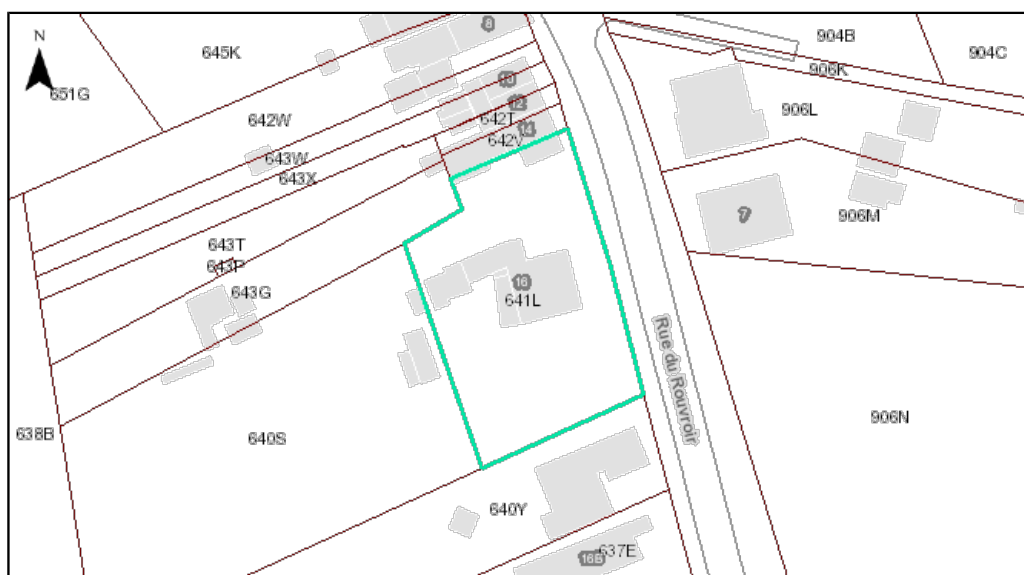 8
904B
N
645K
904C
906K
651G
10
12
906L
642W
642T
14
642V
643W
643X
7
906M
643T
643P
643G
16
641L
Rue du Rouvroir
906N
638B
640S
640Y
637E
16B